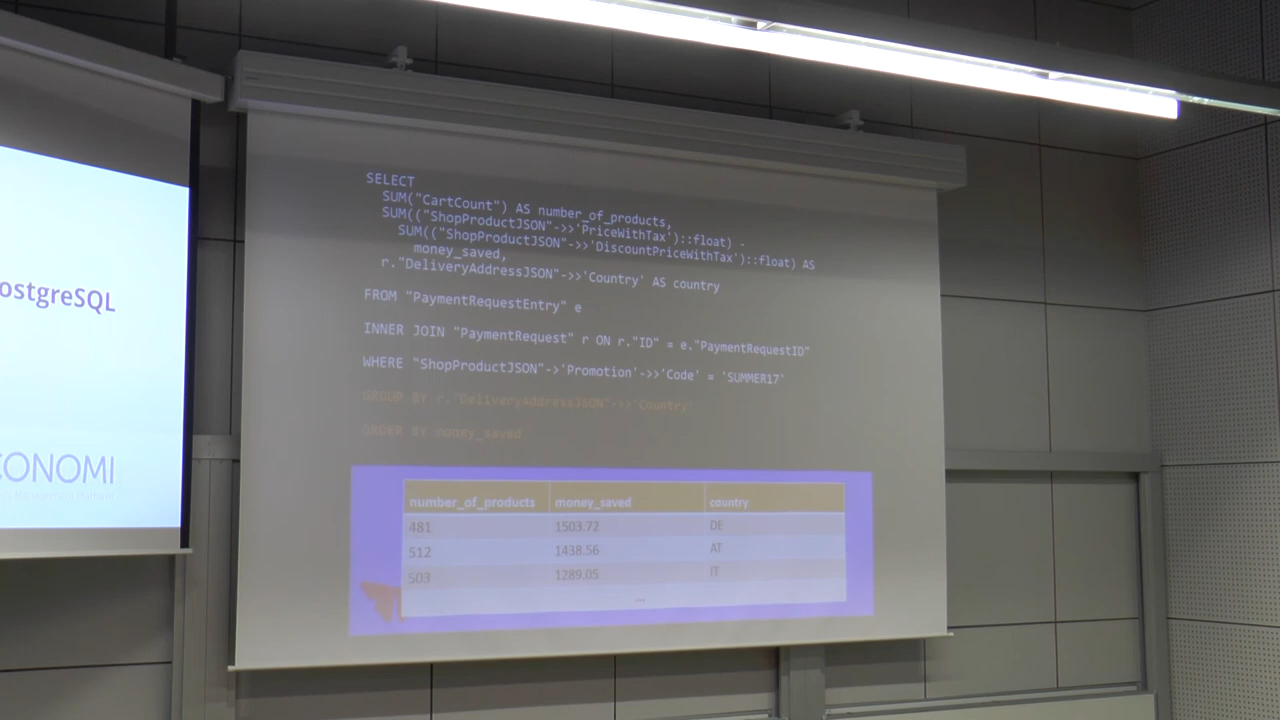 ostgreSQL
ONOMI
SELECT
SUM("CartCount") AS number_of_products,
SUM(("ShopProductJSON"->>'PriceWithTax')::float) -
SUM(("ShopProductJSON"->>'DiscountPriceWithTax')::float) AS
money_saved,
r."DeliveryAddressJSON"->>'Country' AS country
FROM "PaymentRequestEntry" e
INNER JOIN "PaymentRequest" r ON r."ID" = e."PaymentRequestID"
WHERE "ShopProductJSON"->'Promotion'->>'Code' = 'SUMMER17'
GROUP BY r."DeliveryAddressJSON"->>'Country'
ORDER BY money_saved
number_of_products money_saved country
481 1503.72 DE
512 1438.56 AT
503 1289.05 IT
...